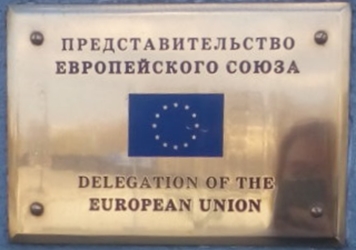 ПРЕДСТАВИТЕЛЬСТВО
ЕВРОПЕЙСКОГО СОЮЗА
DELEGATION OF THE
EUROPEAN UNION